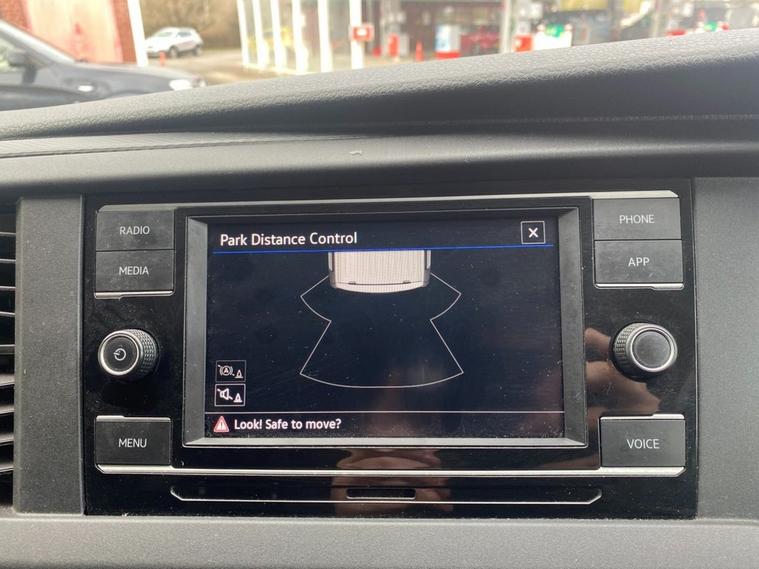 RADIO
MEDIA
Park Distance Control
X
PHONE
APP
(A)
Look! Safe to move?
MENU
VOICE